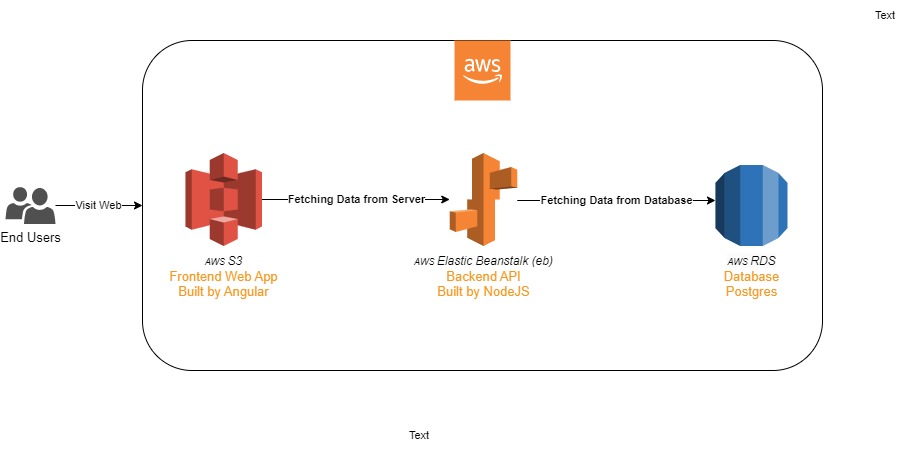 Text
aws
Visit Web
End Users
Fetching Data from Server
Fetching Data from Database
AWS S3
Frontend Web App
Built by Angular
AWS Elastic Beanstalk (eb)
Backend API
Built by NodeJS
AWS RDS
Database
Postgres
Text